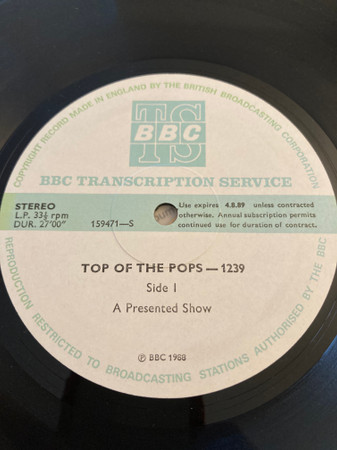 COPYRIGHT RECORD MADE IN ENGLAND BY THE BRITISH BROADCASTING CORPORATION
TS
BBC
BBC TRANSCRIPTION SERVICE
STEREO
L.P. 33⅓ rpm
DUR. 27'00"
159471—S
Use expires 4.8.89 unless contracted
otherwise. Annual subscription permits
continued use for duration of contract.
TOP OF THE POPS — 1239
Side 1
A Presented Show
℗ BBC 1988
REPRODUCTION RESTRICTED TO BROADCASTING STATIONS AUTHORISED BY THE BBC